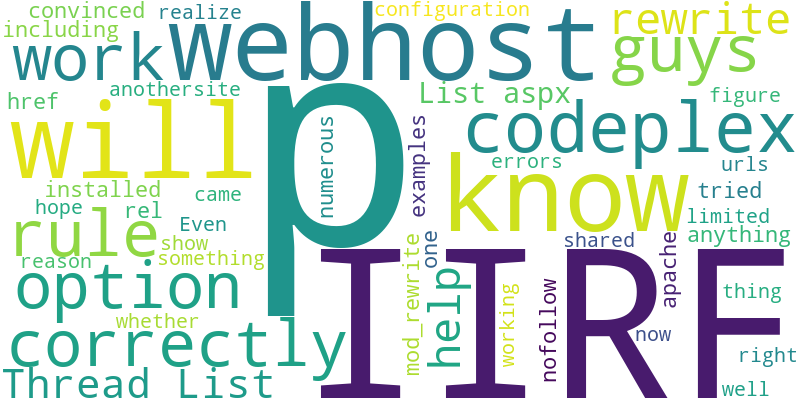 convinced
realize
configuration
rewrite
including
work
webhost
guys
href
anothersite
List aspx
figure
will
p
numerous
examples
codeplex
errors
urls
installed
came
know
tried
hope
rel
Even
limited
rule
show
something
one
shared
apache
anything
reason
IIRF
option
mod_rewrite
help
working
nofollow
thing
whether
now
correctly
right
Thread List
well